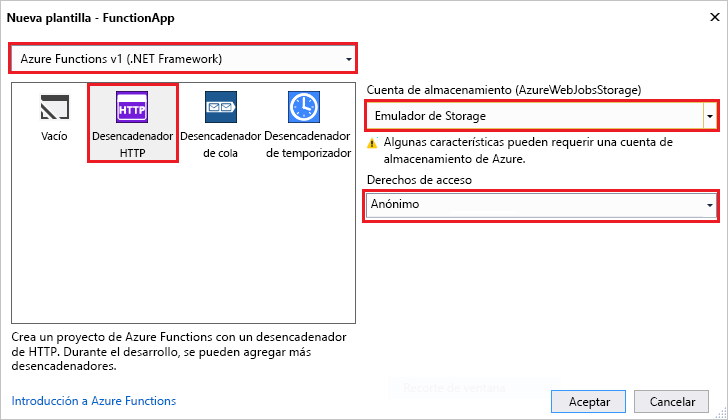 Nueva plantilla - FunctionApp
Azure Functions v1 (.NET Framework)
Vacío
Desencadenador
HTTP
HTTP
Desencadenador
de cola
Desencadenador
de temporizador
Cuenta de almacenamiento (AzureWebJobsStorage)
Emulador de Storage
Algunas características pueden requerir una cuenta de
almacenamiento de Azure.
Derechos de acceso
Anónimo
Crea un proyecto de Azure Functions con un desencadenador
de HTTP. Durante el desarrollo, se pueden agregar más
desencadenadores.
Recorte de ventana
Introducción a Azure Functions
Aceptar
Cancelar